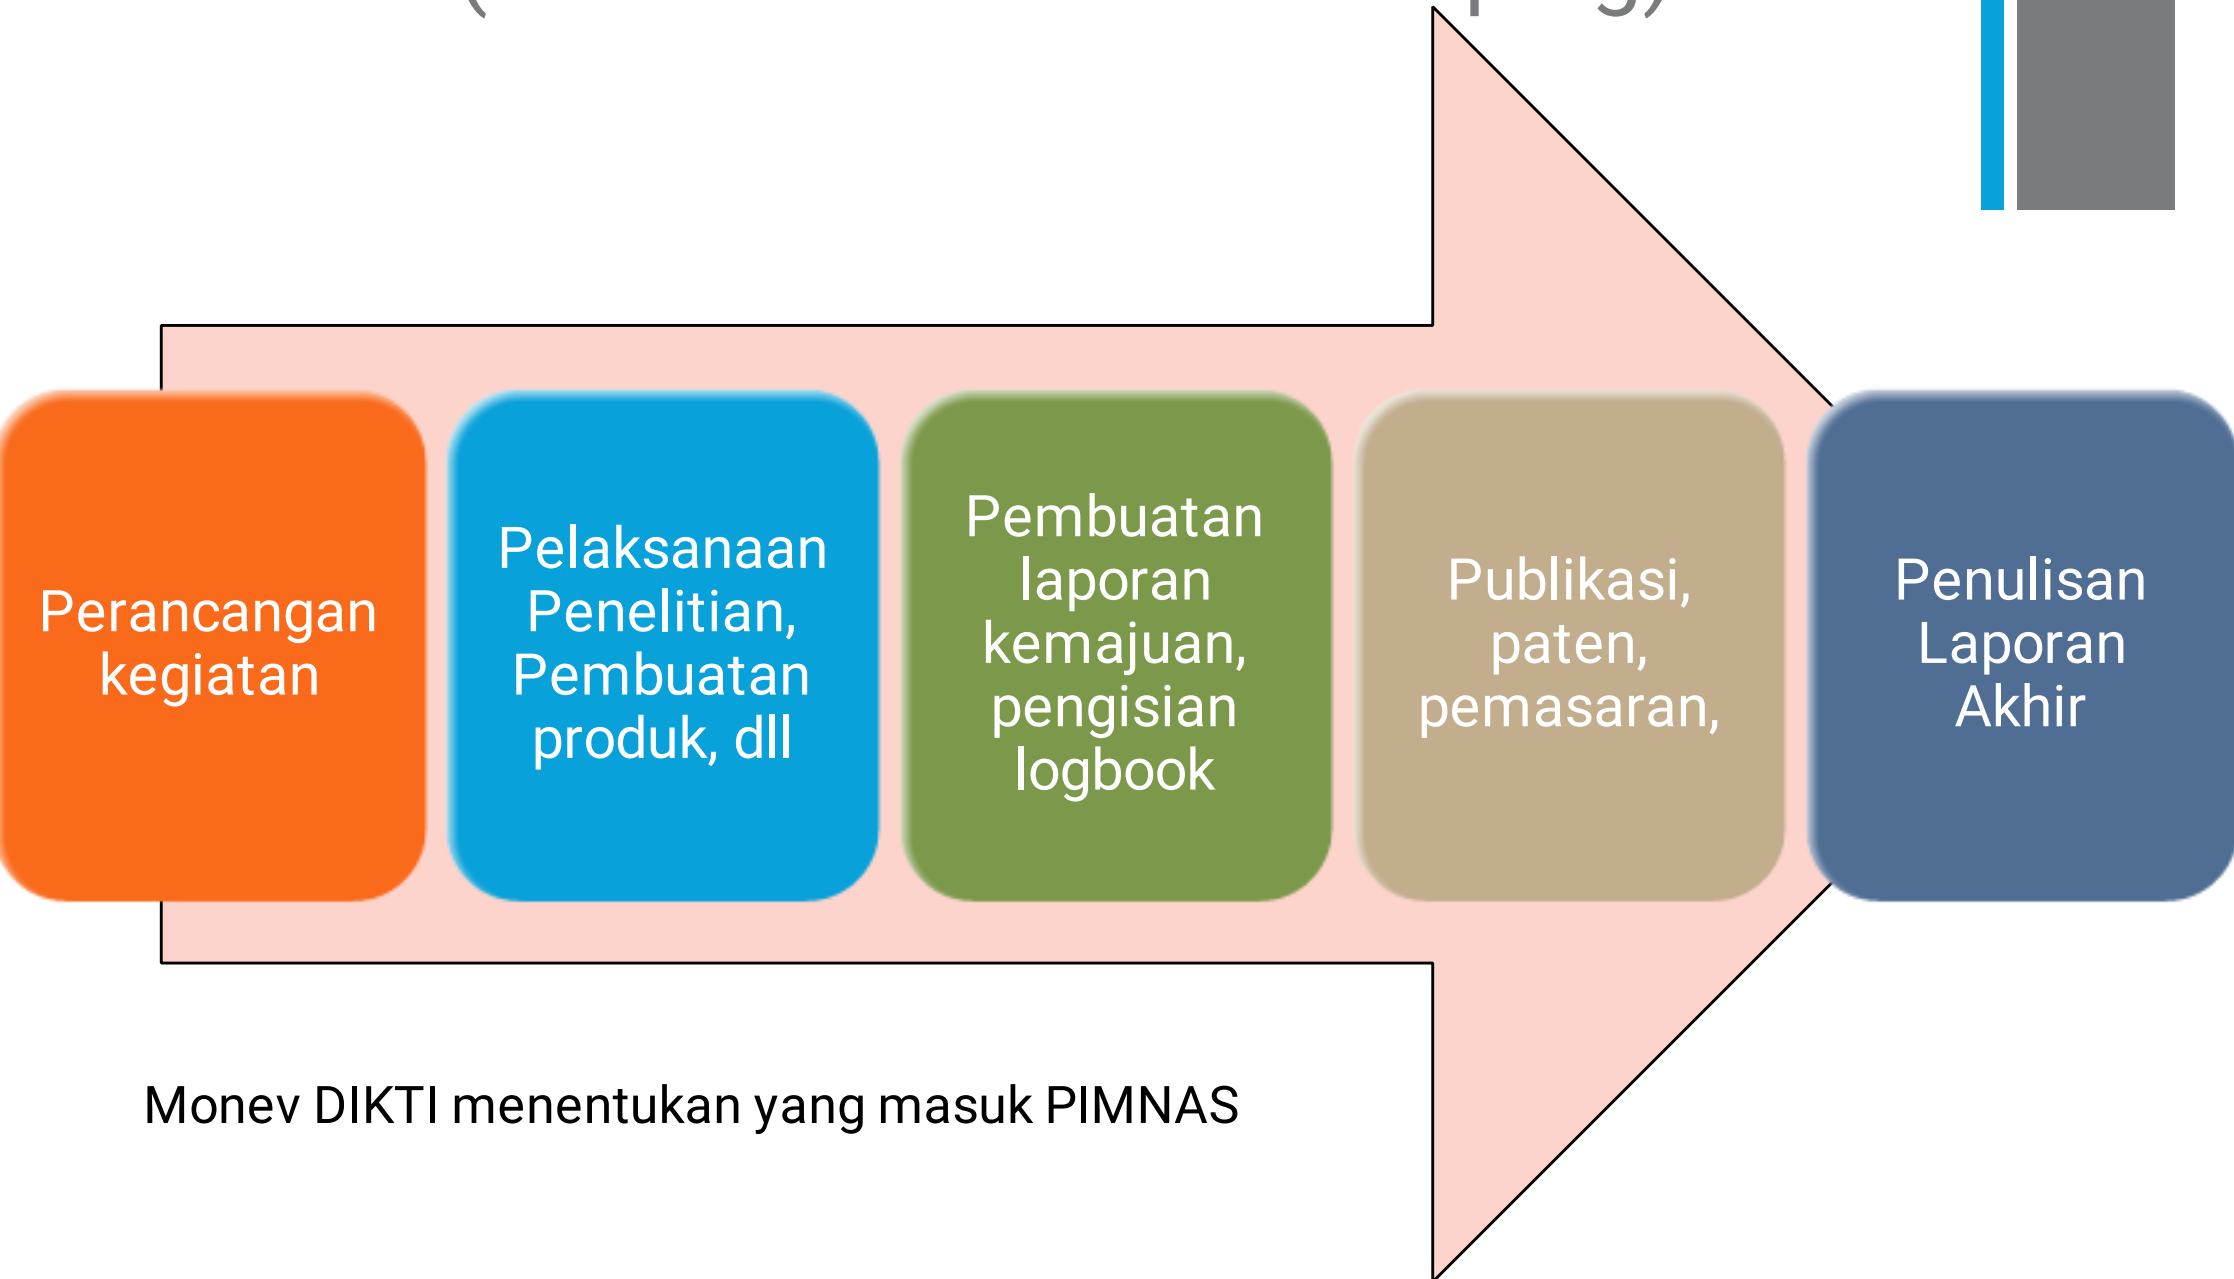 Perancangan
kegiatan
Pelaksanaan
Penelitian,
Pembuatan
produk, dll
Pembuatan
laporan
kemajuan,
pengisian
logbook
Publikasi,
paten,
pemasaran,
Penulisan
Laporan
Akhir
Monev DIKTI menentukan yang masuk PIMNAS